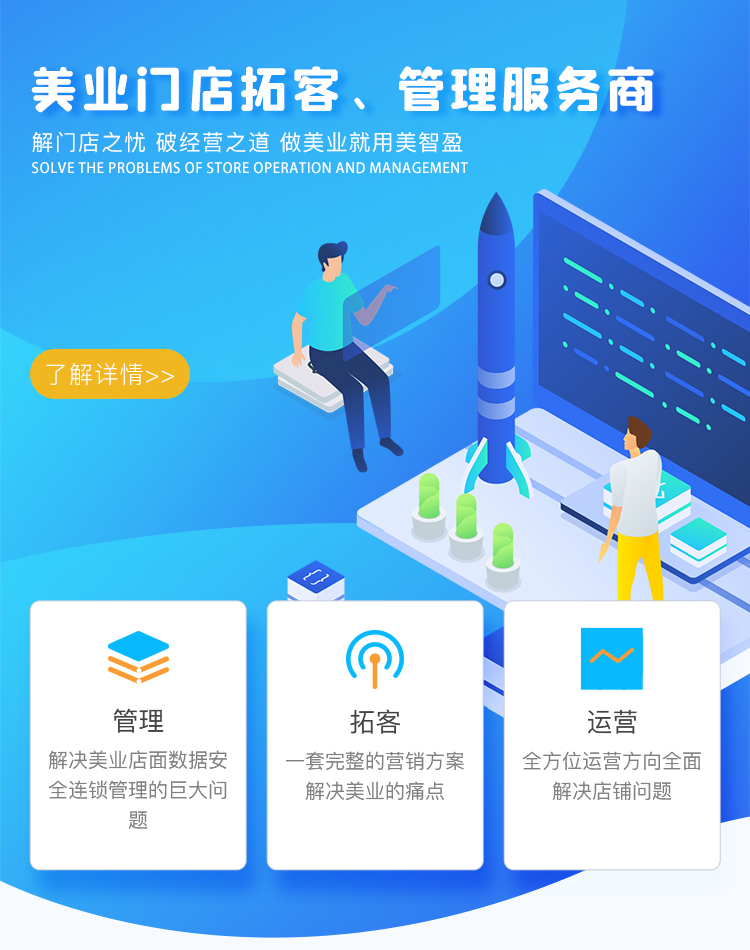 美业门店拓客、管理服务商
解门店之忧 破经营之道 做美业就用美智盈
SOLVE THE PROBLEMS OF STORE OPERATION AND MANAGEMENT
了解详情>>
管理
解决美业店面数据安
全连锁管理的巨大问
题
拓客
一套完整的营销方案
解决美业的痛点
运营
全方位运营方向全面
解决店铺问题